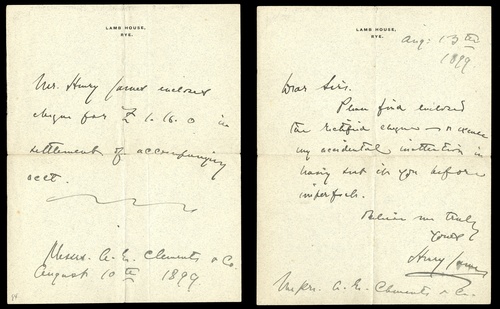 LAMB HOUSE,
RYE.
Mr. Henry James encloses
cheque for £ 1.16.0 in
settlement of accompanying
acct.
Messrs. A. E. Clements & Co.
August 10th 1899.
LAMB HOUSE,
RYE.
Aug: 13th
1899.
Dear Sirs.
Please find enclosed
the rectified cheque – & excuse
my accidental inattention in
having sent it you before
imperfect.
Believe me truly
Yours
Henry James
Messrs. A. E. Clements & Co.